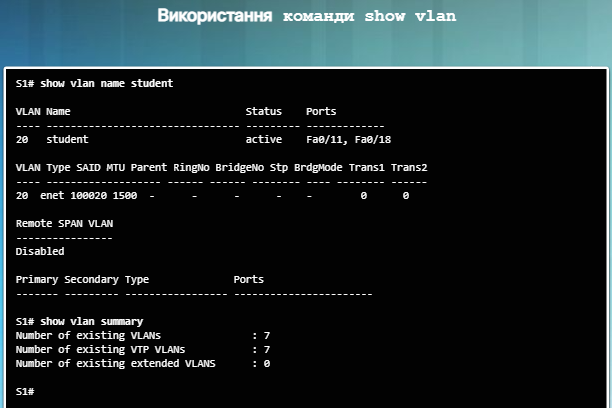 Використання команди show vlan
S1# show vlan name student
VLAN Name                             Status    Ports
---- -------------------------------- --------- -------------
20   student                          active    Fa0/11, Fa0/18
VLAN Type SAID MTU Parent RingNo BridgeNo Stp BrdgMode Trans1 Trans2
---- ---- ---- --- ------ ------ -------- --- -------- ------ ------
20  enet 100020 1500  -      -      -      -    -        0      0
Remote SPAN VLAN
----------------
Disabled
Primary Secondary Type              Ports
------- --------- ----------------- -----------------------
S1# show vlan summary
Number of existing VLANs               : 7
Number of existing VTP VLANs           : 7
Number of existing extended VLANS      : 0
S1#